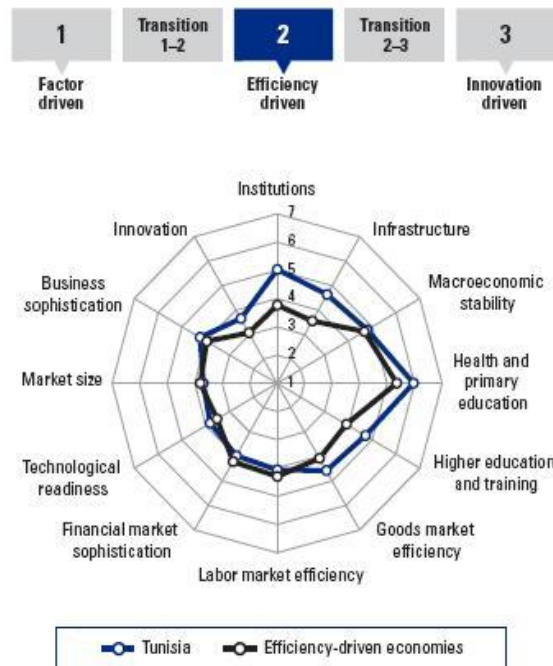 1
Transition
1–2
2
Transition
2–3
3
Factor
driven
Efficiency
driven
Innovation
driven
Institutions
7
6
5
4
3
2
1
Infrastructure
Macroeconomic
stability
Health and
primary
education
Higher education
and training
Goods market
efficiency
Labor market efficiency
Financial market
sophistication
Technological
readiness
Market size
Business
sophistication
Innovation
Tunisia
Efficiency-driven economies